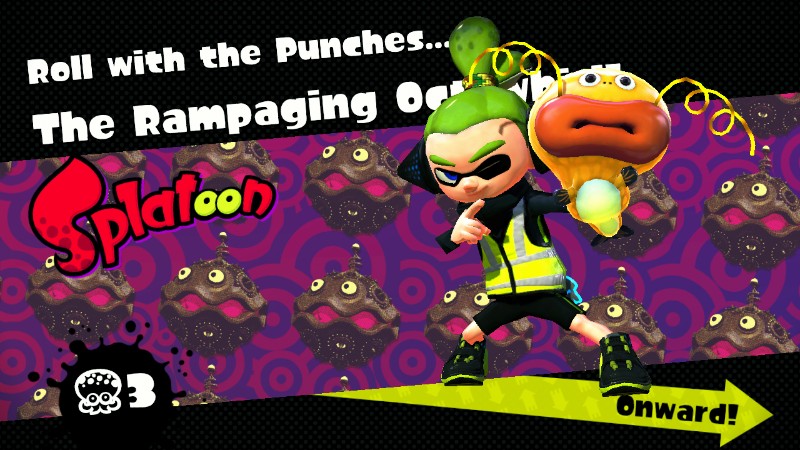 Roll with the Punches...
The Rampaging
Splatoon
3
Onward!